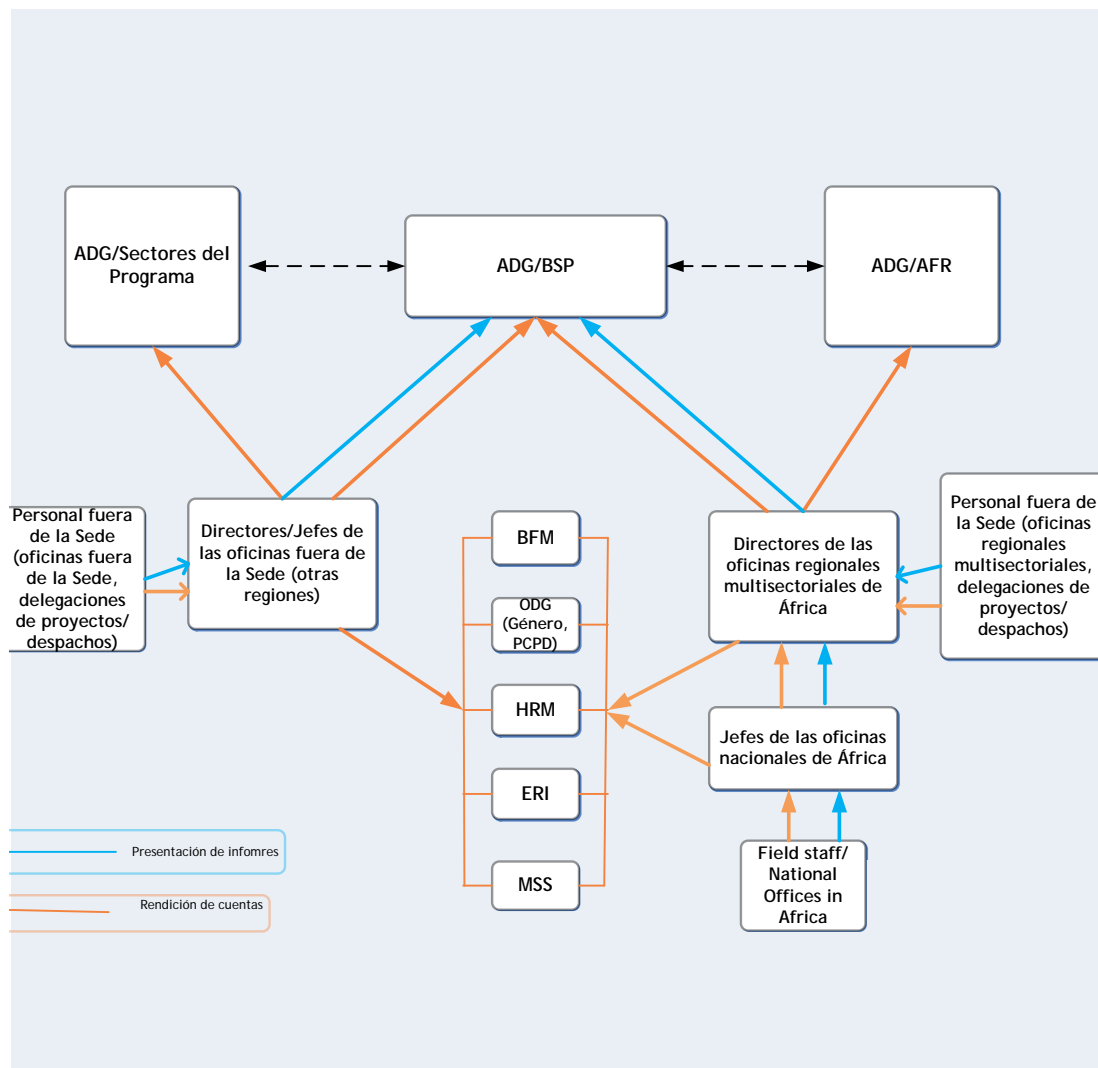 ADG/Sectores del
Programa
ADG/BSP
ADG/AFR
Personal fuera
de la Sede
(oficinas fuera
de la Sede,
delegaciones
de proyectos/
despachos)
Directores/Jefes de
las oficinas fuera de
la Sede (otras
regiones)
BFM
ODG
(Género,
PCPD)
HRM
ERI
MSS
Directores de las
oficinas regionales
multisectoriales de
África
Personal fuera de
la Sede (oficinas
regionales
multisectoriales,
delegaciones de
proyectos/
despachos)
Jefes de las oficinas
nacionales de África
Field staff/
National
Offices in
Africa
Presentación de infomres
Rendición de cuentas